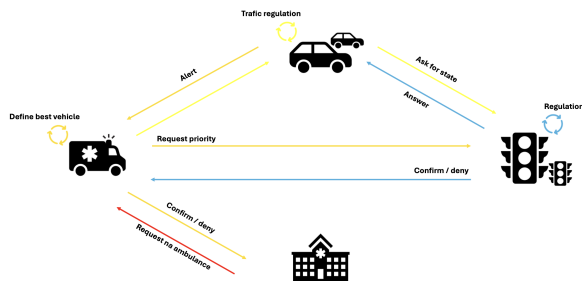 Trafic regulation
Alert
Ask for state
Answer
Define best vehicle
Regulation
Request priority
Confirm / deny
Confirm / deny
Request na ambulance